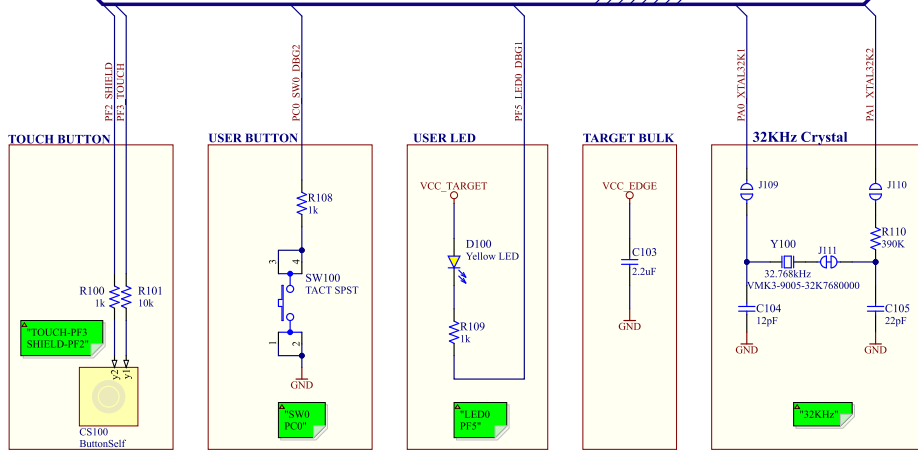 PF2_SHIELD
PF3_TOUCH
PC0_SW0_DBG2
PF5_LED0_DBG1
PA0_XTAL32K1
PA1_XTAL32K2
TOUCH BUTTON
R100
1k
R101
10k
"TOUCH-PF3
SHIELD-PF2"
y2
y1
CS100
ButtonSelf
USER BUTTON
R108
1k
3
4
SW100
TACT SPST
1
2
GND
"SW0
PC0"
USER LED
VCC_TARGET
D100
Yellow LED
R109
1k
"LED0
PF5"
TARGET BULK
VCC_EDGE
C103
2.2uF
GND
32KHz Crystal
J109
J110
R110
390K
Y100
J111
32.768kHz
VMK3-9005-32K7680000
C104
12pF
C105
22pF
GND
GND
"32KHz"